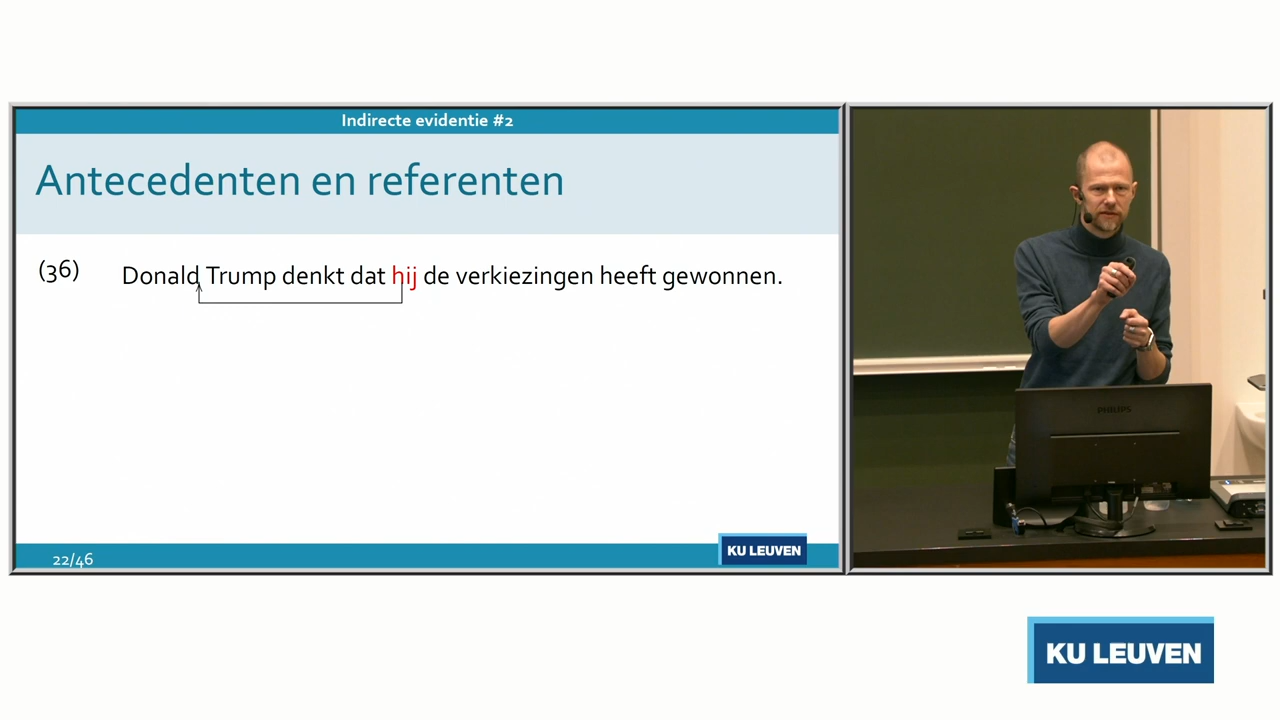 Indirecte evidentie #2
Antecedenten en referenten
(36) Donald Trump denkt dat hij de verkiezingen heeft gewonnen.
22/46
KU LEUVEN
PHILIPS
KU LEUVEN